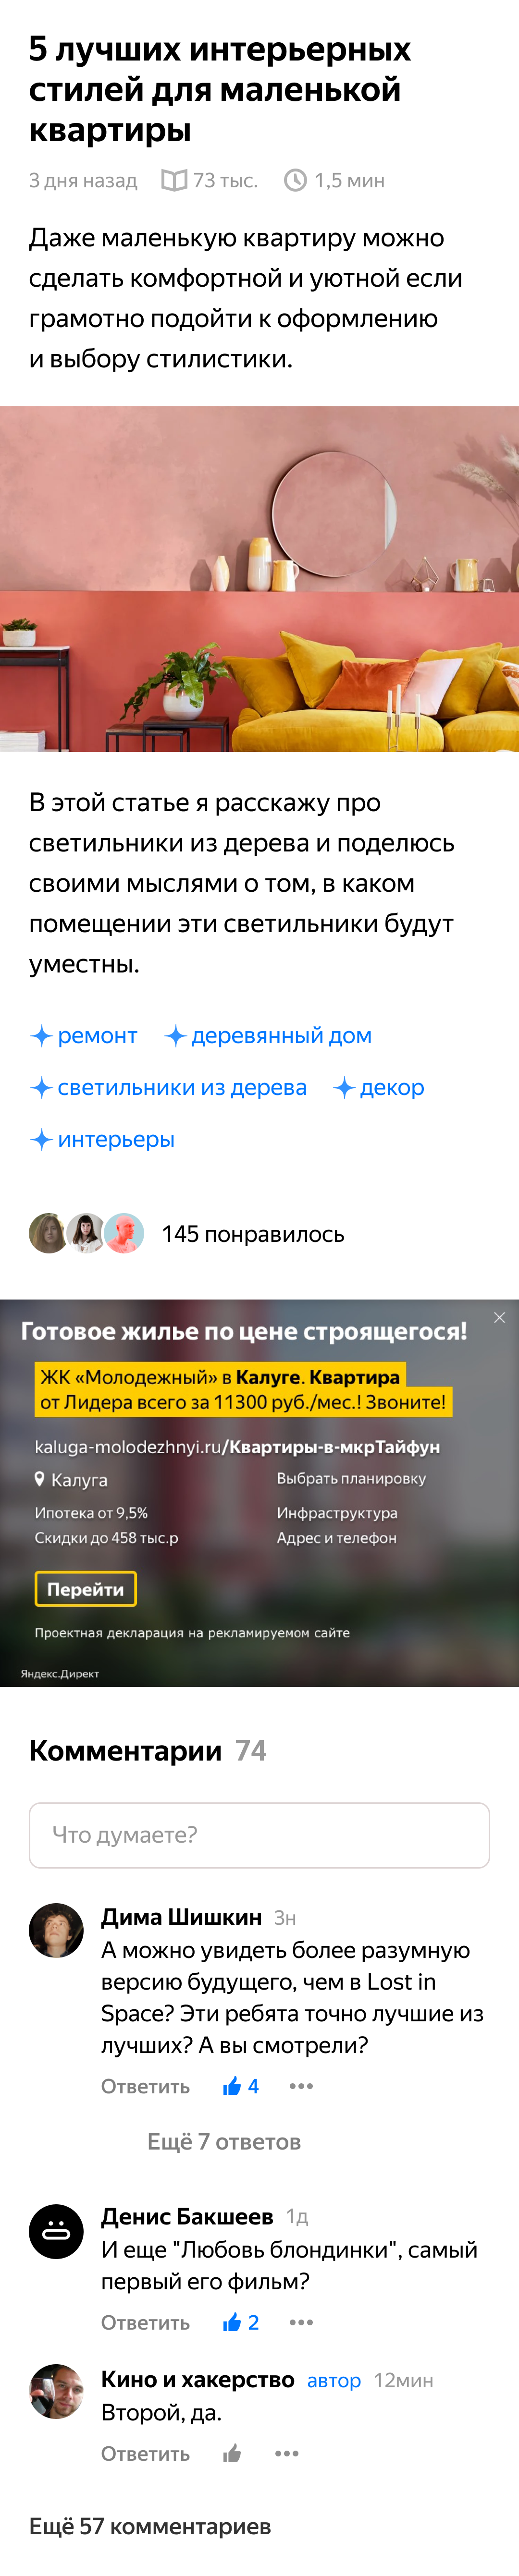 5 лучших интерьерных
стилей для маленькой
квартиры
3 дня назад 73 тыс. 1,5 мин
Даже маленькую квартиру можно
сделать комфортной и уютной если
грамотно подойти к оформлению
и выбору стилистики.
В этой статье я расскажу про
светильники из дерева и поделюсь
своими мыслями о том, в каком
помещении эти светильники будут
уместны.
ремонт деревянный дом
светильники из дерева декор
интерьеры
145 понравилось
Готовое жилье по цене строящегося!
ЖК «Молодежный» в Калуге. Квартира
от Лидера всего за 11300 руб./мес.! Звоните!
kaluga-molodezhnyi.ru/Квартиры-в-мкрТайфун
Калуга Выбрать планировку
Ипотека от 9,5% Инфраструктура
Скидки до 458 тыс.р Адрес и телефон
Перейти
Проектная декларация на рекламируемом сайте
Яндекс.Директ
Комментарии 74
Что думаете?
Дима Шишкин 3н
А можно увидеть более разумную
версию будущего, чем в Lost in
Space? Эти ребята точно лучшие из
лучших? А вы смотрели?
Ответить 4
Ещё 7 ответов
Денис Бакшеев 1д
И еще "Любовь блондинки", самый
первый его фильм?
Ответить 2
Кино и хакерство автор 12мин
Второй, да.
Ответить
Ещё 57 комментариев